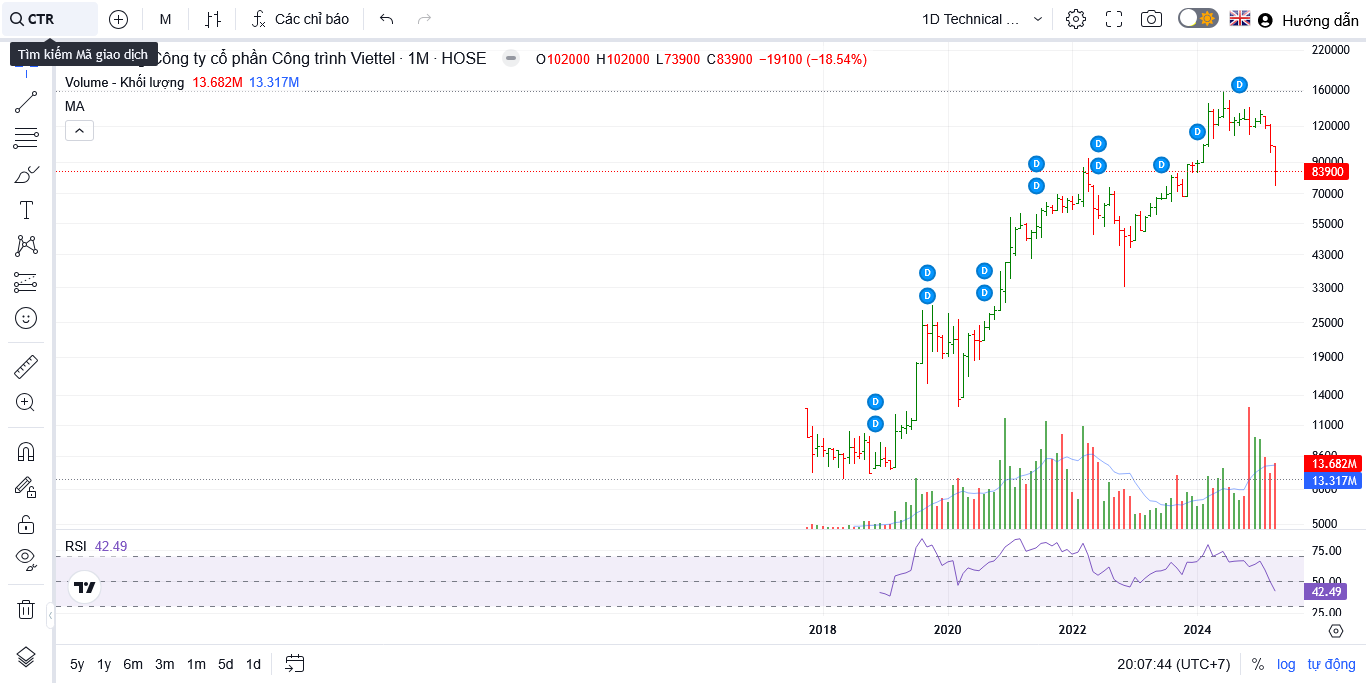 CTR
M
Các chỉ báo
1D Technical ...
Hướng dẫn
Tìm kiếm Mã giao dịch
Công ty cổ phần Công trình Viettel · 1M · HOSE
O102000 H102000 L73900 C83900 −19100 (−18.54%)
Volume - Khối lượng 13.682M 13.317M
MA
D
D
D
D
D
D
D
D
D
D
D
D
D
220000
160000
120000
90000
83900
70000
55000
43000
33000
25000
19000
14000
11000
8600
13.682M
13.317M
5000
RSI 42.49
75.00
50.00
42.49
25.00
2018
2020
2022
2024
5y 1y 6m 3m 1m 5d 1d
20:07:44 (UTC+7)
%
log
tự động